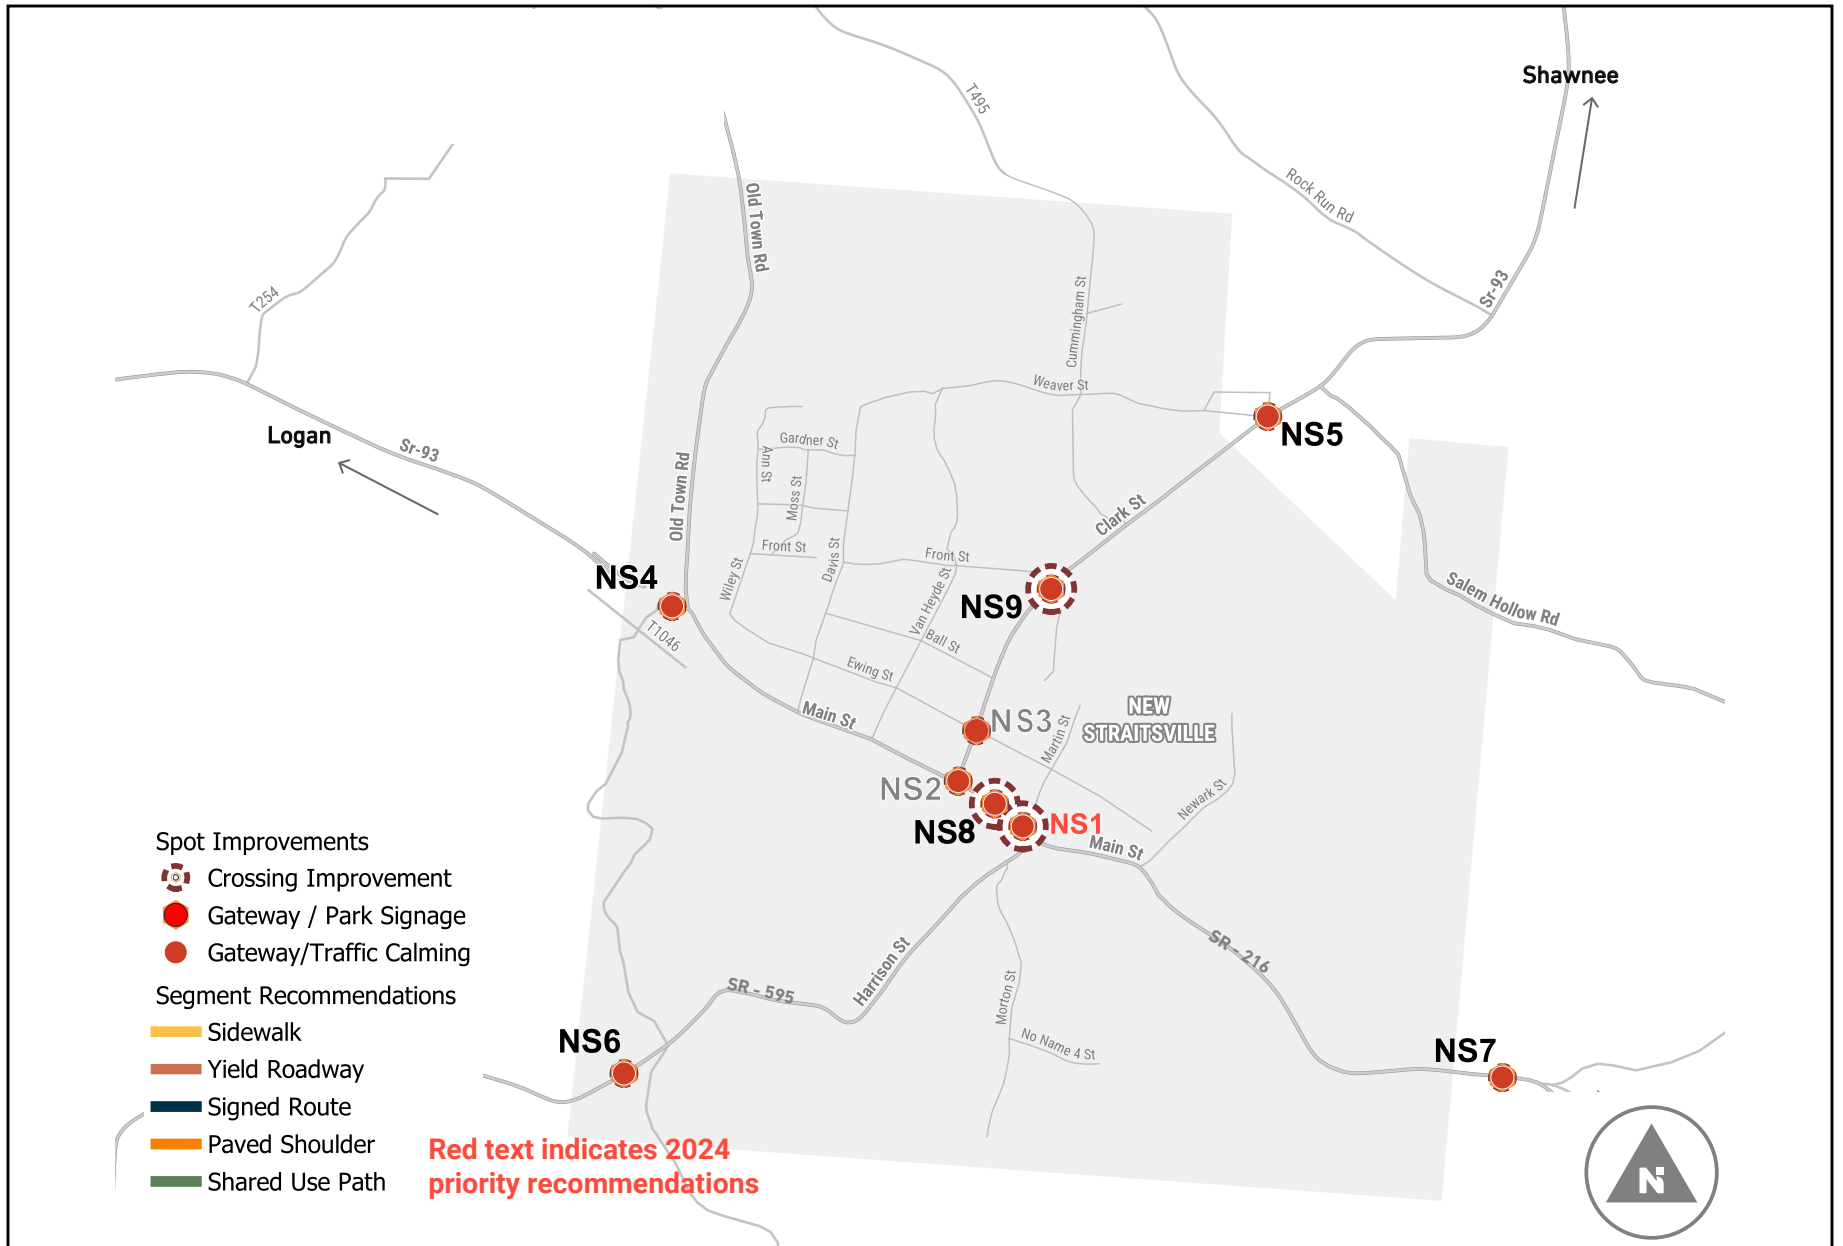 Shawnee
T495
Rock Run Rd
Old Town Rd
Sr-93
T254
Cummingham St
Weaver St
Logan
Sr-93
NS5
Gardner St
Ann St
Moss St
Old Town Rd
Clark St
Front St
Front St
Davis St
Wiley St
Van Heyde St
NS4
NS9
Salem Hollow Rd
T1046
Ball St
Ewing St
Main St
NS3
Martin St
NEW
STRAITSVILLE
NS2
Newark St
NS8
NS1
Main St
Spot Improvements
Crossing Improvement
Gateway / Park Signage
Gateway/Traffic Calming
Segment Recommendations
Sidewalk
Yield Roadway
Signed Route
Paved Shoulder
Shared Use Path
SR - 216
Harrison St
SR - 595
Morton St
No Name 4 St
NS6
NS7
Red text indicates 2024
priority recommendations
N